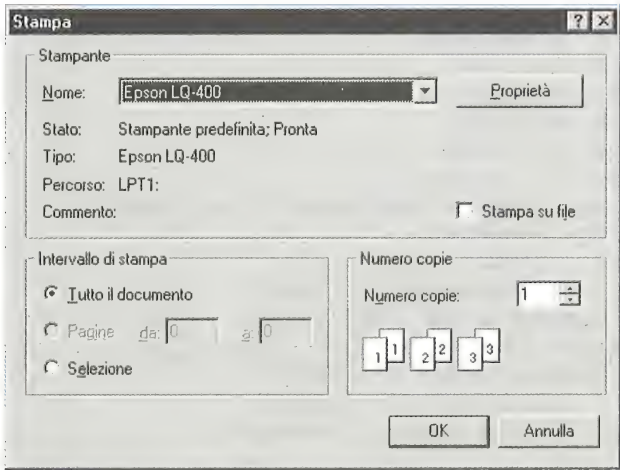 Stampa
Stampante
Nome: Epson LQ-400 Proprietà
Stato: Stampante predefinita; Pronta
Tipo: Epson LQ-400
Percorso: LPT1:
Commento: Stampa su file
Intervallo di stampa
Tutto il documento
Pagine da: 0 a: 0
Selezione
Numero copie
Numero copie: 1
1 1 2 2 3 3
OK Annulla